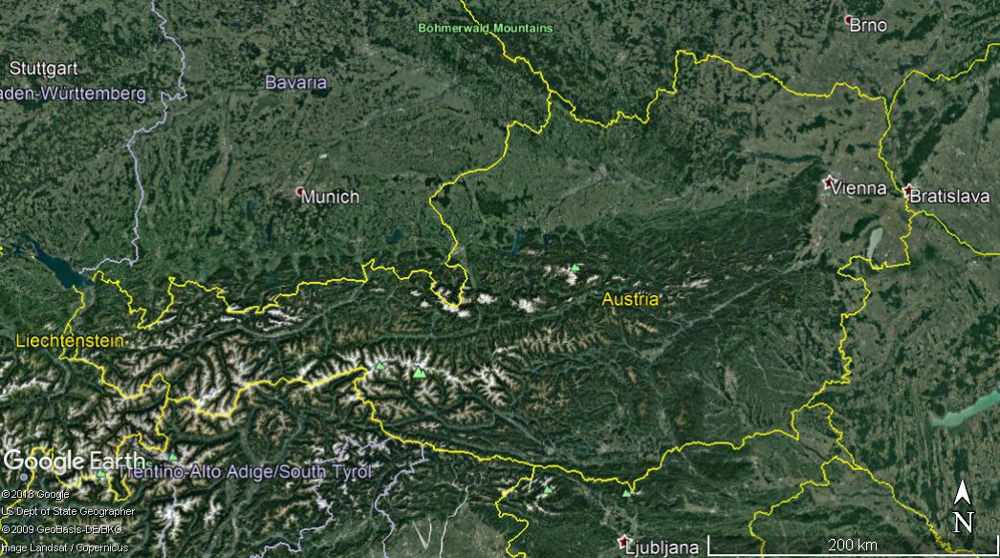 Böhmerwald Mountains
Brno
Stuttgart
Bavaria
aden-Württemberg
Munich
Vienna
Bratislava
Austria
Liechtenstein
Google Earth
Trentino-Alto Adige/South Tyrol
© 2018 Google
US Dept of State Geographer
© 2009 GeoBasis-DE/BKG
Image Landsat / Copernicus
Ljubljana
200 km
N